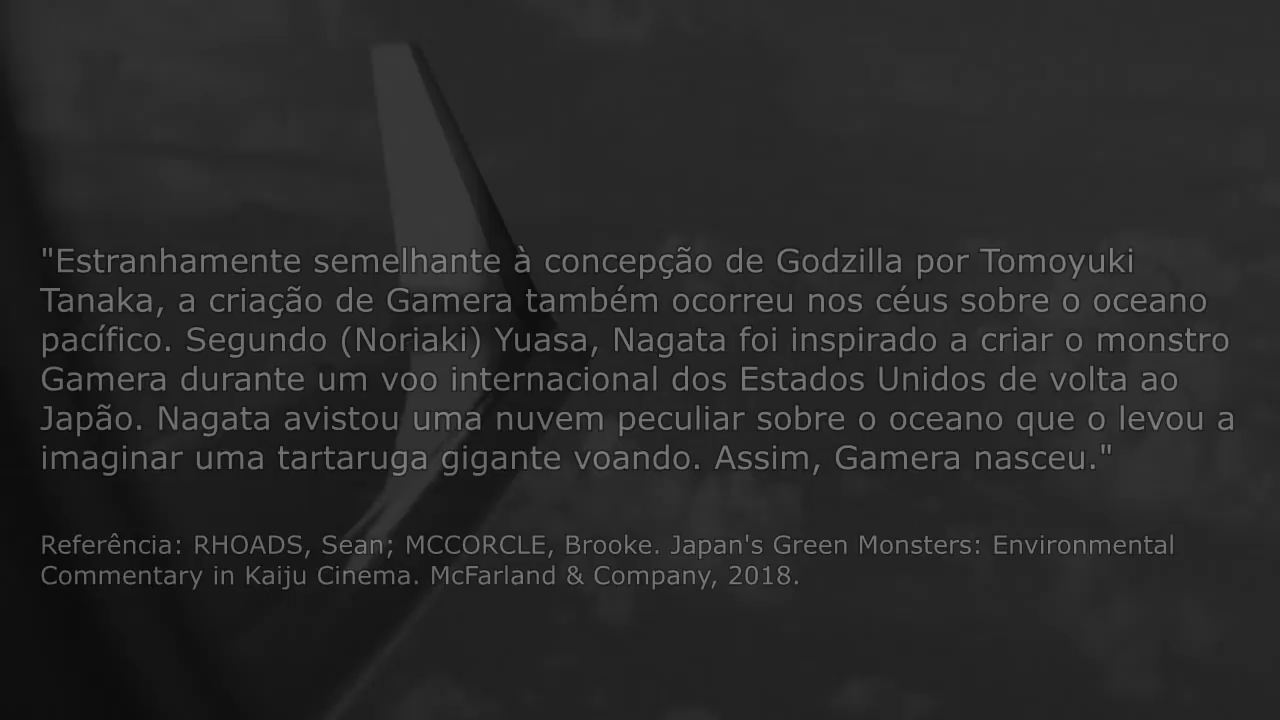 "Estranhamente semelhante à concepção de Godzilla por Tomoyuki
Tanaka, a criação de Gamera também ocorreu nos céus sobre o oceano
pacífico. Segundo (Noriaki) Yuasa, Nagata foi inspirado a criar o monstro
Gamera durante um voo internacional dos Estados Unidos de volta ao
Japão. Nagata avistou uma nuvem peculiar sobre o oceano que o levou a
imaginar uma tartaruga gigante voando. Assim, Gamera nasceu."
Referência: RHOADS, Sean; MCCORCLE, Brooke. Japan's Green Monsters: Environmental
Commentary in Kaiju Cinema. McFarland & Company, 2018.